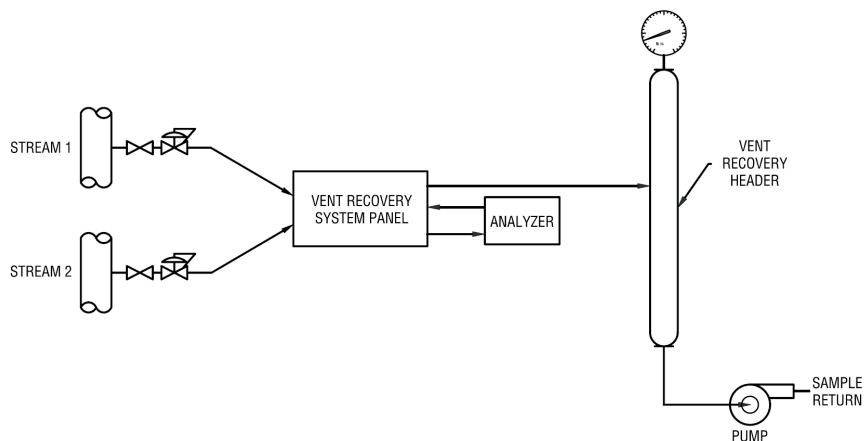 STREAM 1
STREAM 2
VENT RECOVERY
SYSTEM PANEL
ANALYZER
VENT
RECOVERY
HEADER
SAMPLE
RETURN
PUMP